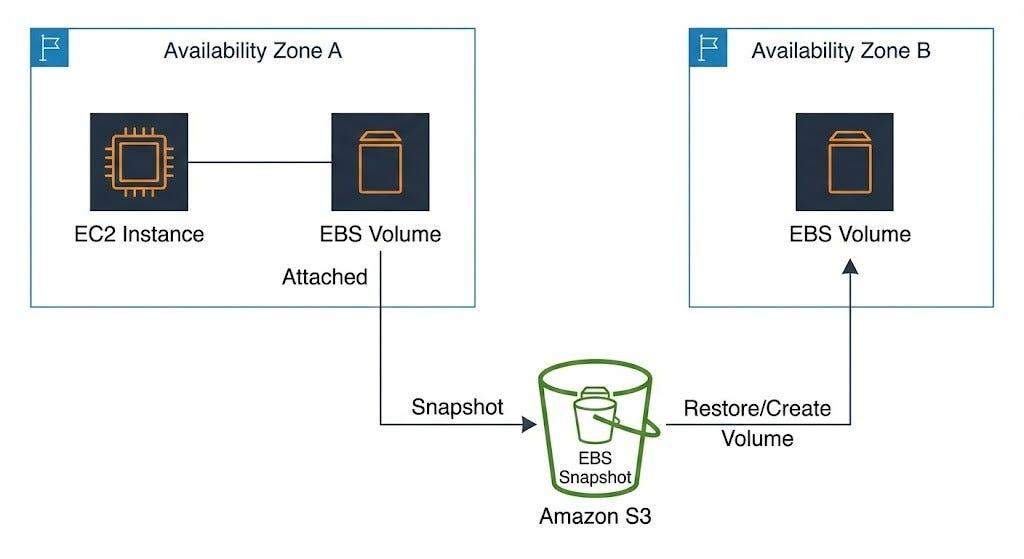 Availability Zone A
Availability Zone B
EC2 Instance
EBS Volume
EBS Volume
Attached
Snapshot
Restore/Create
Volume
EBS
Snapshot
Amazon S3